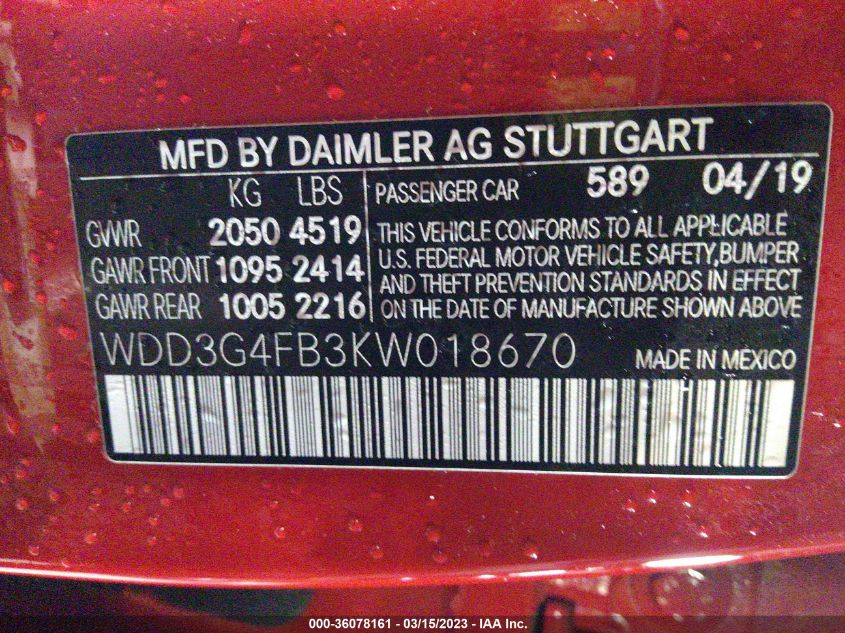 MFD BY DAIMLER AG STUTTGART
KG LBS
GVWR 2050 4519
GAWR FRONT 1095 2414
GAWR REAR 1005 2216
PASSENGER CAR 589 04/19
THIS VEHICLE CONFORMS TO ALL APPLICABLE
U.S. FEDERAL MOTOR VEHICLE SAFETY,BUMPER
AND THEFT PREVENTION STANDARDS IN EFFECT
ON THE DATE OF MANUFACTURE SHOWN ABOVE
WDD3G4FB3KW018670 MADE IN MEXICO
000-36078161 - 03/15/2023 - IAA Inc.